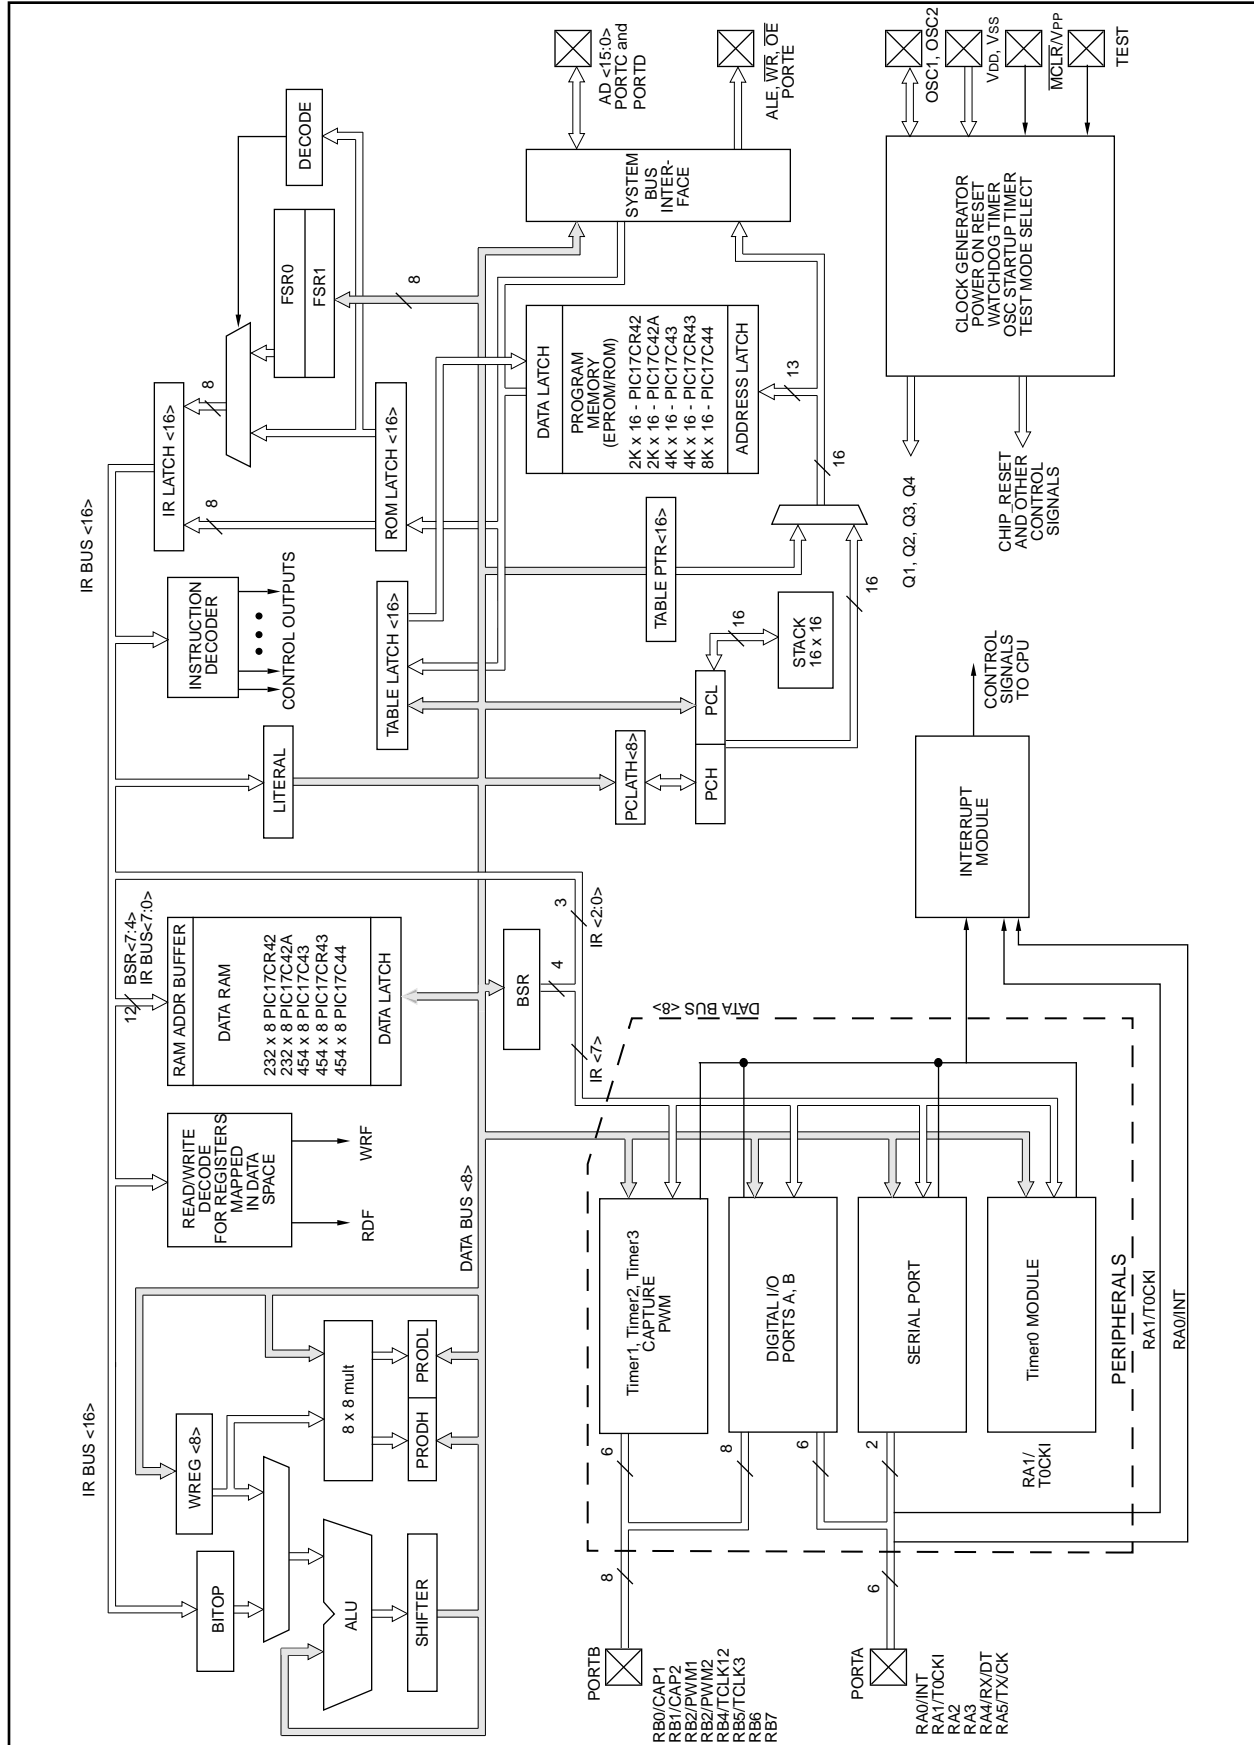 IR BUS <16>
BITOP
WREG <8>
ALU
SHIFTER
8 x 8 mult
PRODH
PRODL
READ/WRITE
DECODE
FOR REGISTERS
MAPPED
IN DATA
SPACE
RDF
WRF
DATA BUS <8>
12
BSR<7:4>
IR BUS<7:0>
RAM ADDR BUFFER
DATA RAM
232 x 8 PIC17CR42
232 x 8 PIC17C42A
454 x 8 PIC17C43
454 x 8 PIC17CR43
454 x 8 PIC17C44
DATA LATCH
BSR
4
3
IR <7>
IR <2:0>
LITERAL
INSTRUCTION
DECODER
CONTROL OUTPUTS
IR BUS <16>
IR LATCH <16>
8
8
ROM LATCH <16>
FSR0
FSR1
8
DECODE
TABLE LATCH <16>
PCLATH<8>
PCH
PCL
16
STACK
16 x 16
TABLE PTR<16>
16
16
13
DATA LATCH
PROGRAM
MEMORY
(EPROM/ROM)
2K x 16 - PIC17CR42
2K x 16 - PIC17C42A
4K x 16 - PIC17C43
4K x 16 - PIC17CR43
8K x 16 - PIC17C44
ADDRESS LATCH
SYSTEM
BUS
INTER-
FACE
AD <15:0>
PORTC and
PORTD
ALE, WR, OE
PORTE
DATA BUS <8>
Timer1, Timer2, Timer3
CAPTURE
PWM
DIGITAL I/O
PORTS A, B
SERIAL PORT
Timer0 MODULE
RA1/
T0CKI
PERIPHERALS
6
8
6
2
8
6
PORTB
RB0/CAP1
RB1/CAP2
RB2/PWM1
RB2/PWM2
RB4/TCLK12
RB5/TCLK3
RB6
RB7
PORTA
RA0/INT
RA1/T0CKI
RA2
RA3
RA4/RX/DT
RA5/TX/CK
RA1/T0CKI
RA0/INT
INTERRUPT
MODULE
CONTROL
SIGNALS
TO CPU
Q1, Q2, Q3, Q4
CHIP_RESET
AND OTHER
CONTROL
SIGNALS
CLOCK GENERATOR
POWER ON RESET
WATCHDOG TIMER
OSC STARTUP TIMER
TEST MODE SELECT
OSC1, OSC2
VDD, VSS
MCLR/VPP
TEST